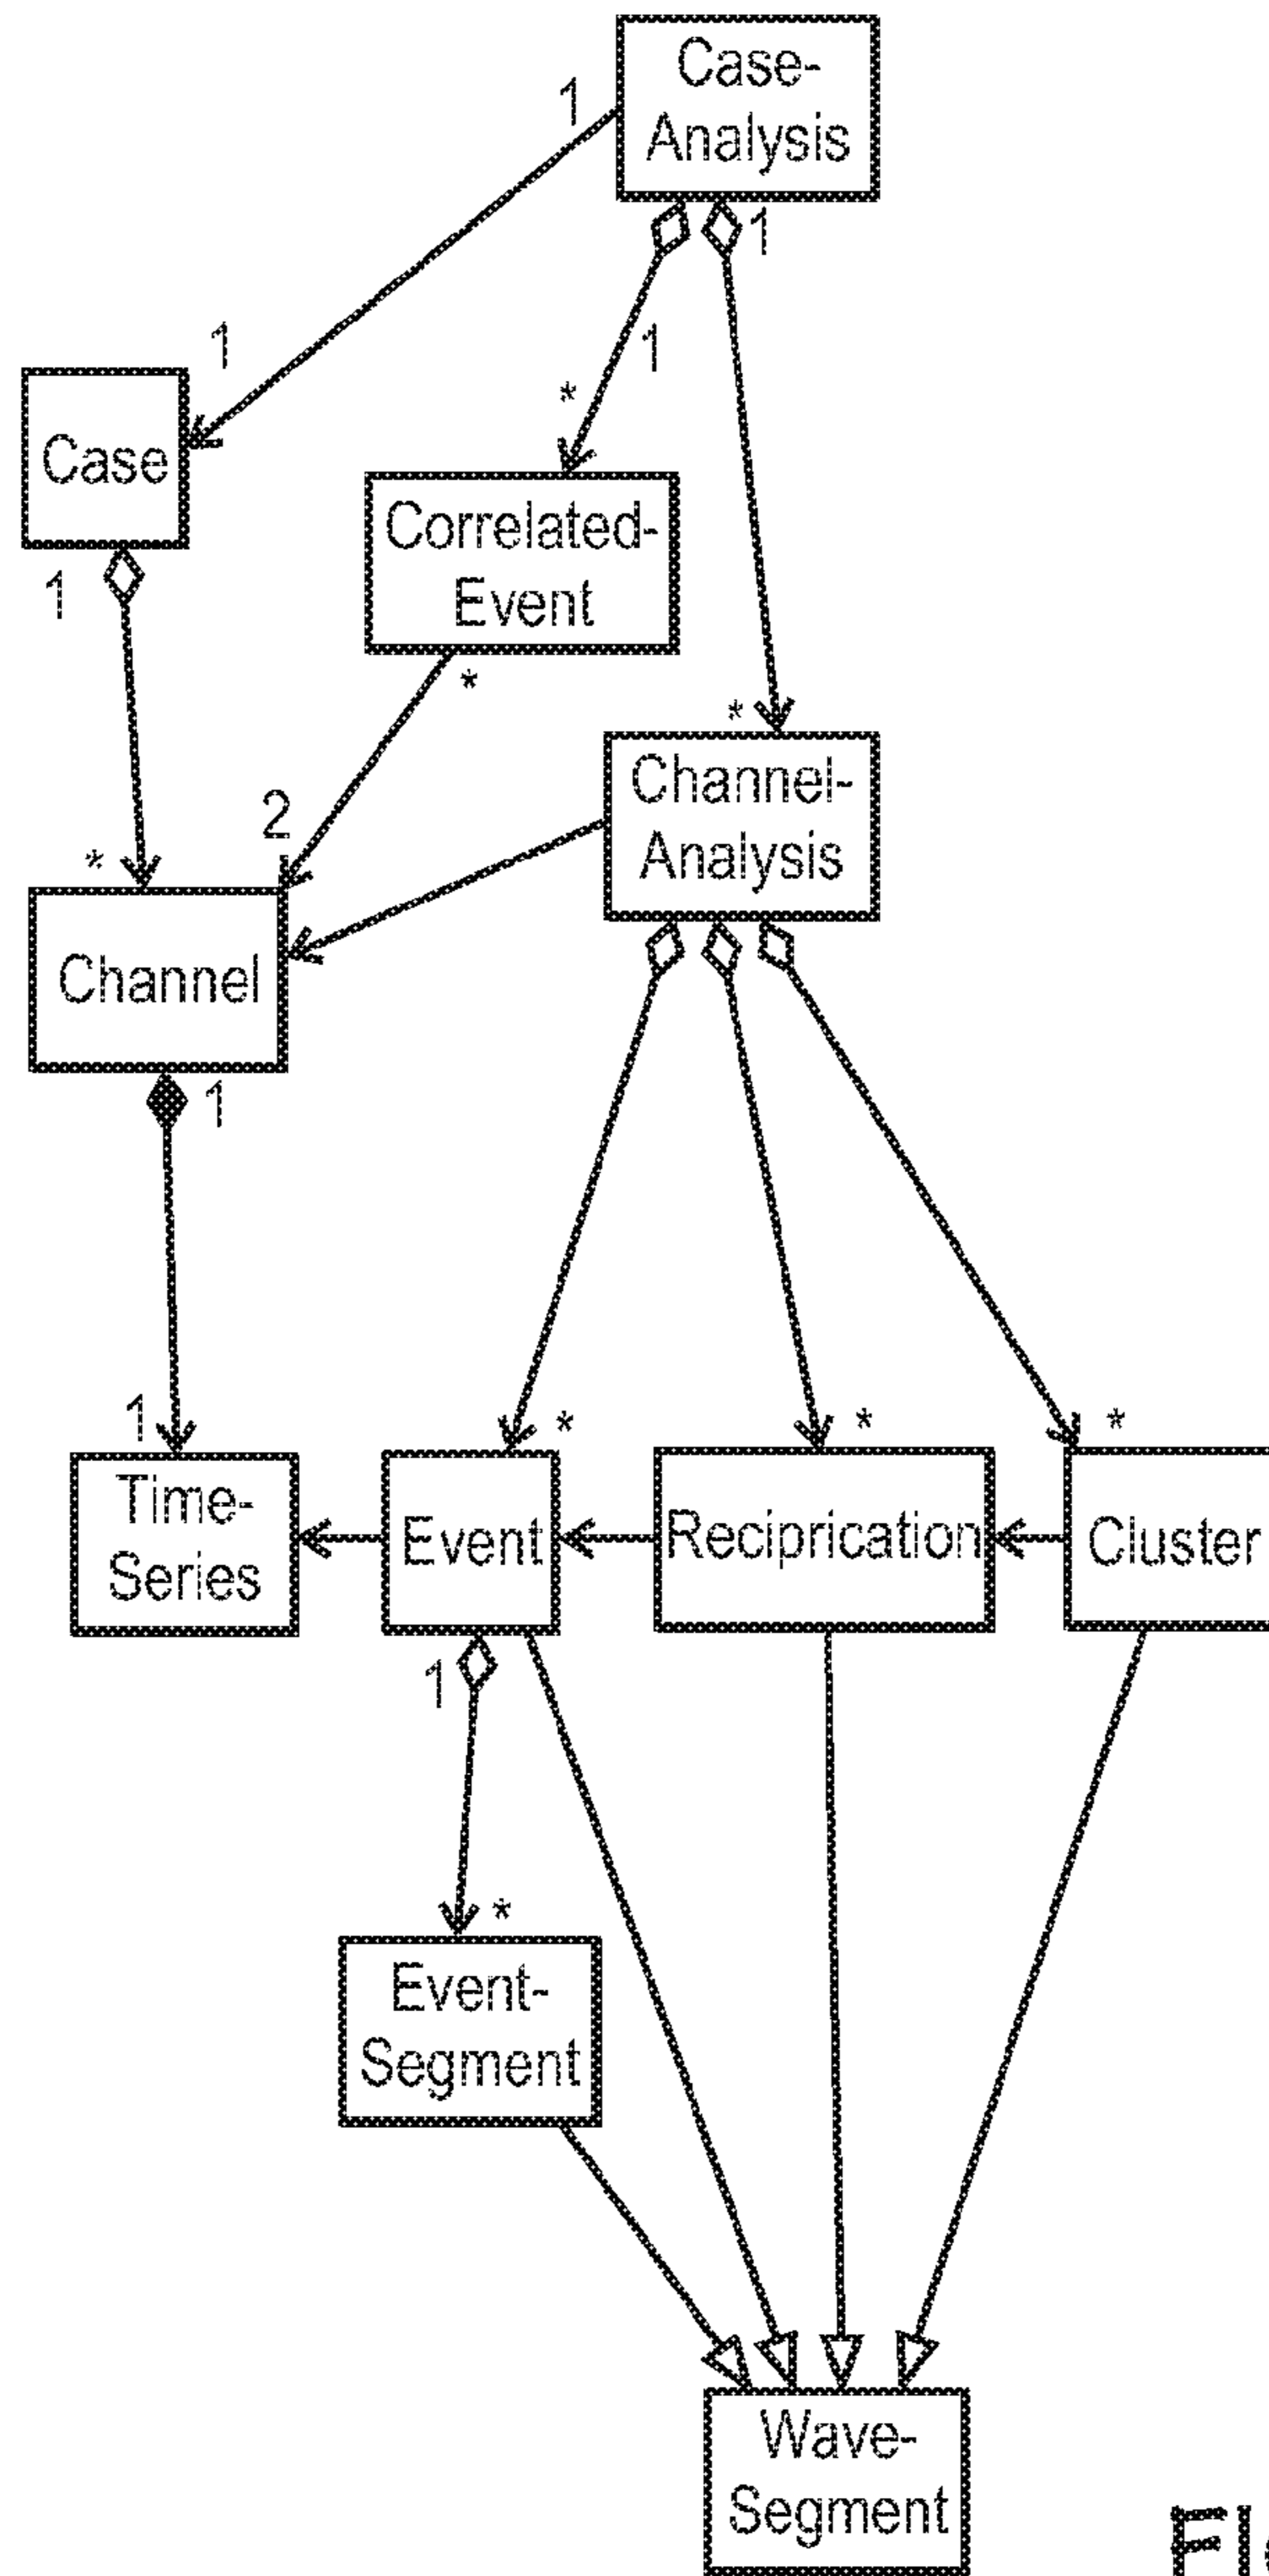 Case-
Analysis
1
1
1
1
*
Case
Correlated-
Event
1
*
*
Channel-
Analysis
2
*
Channel
1
1
*
*
*
Time-
Series
Event
Reciprication
Cluster
1
*
Event-
Segment
Wave-
Segment